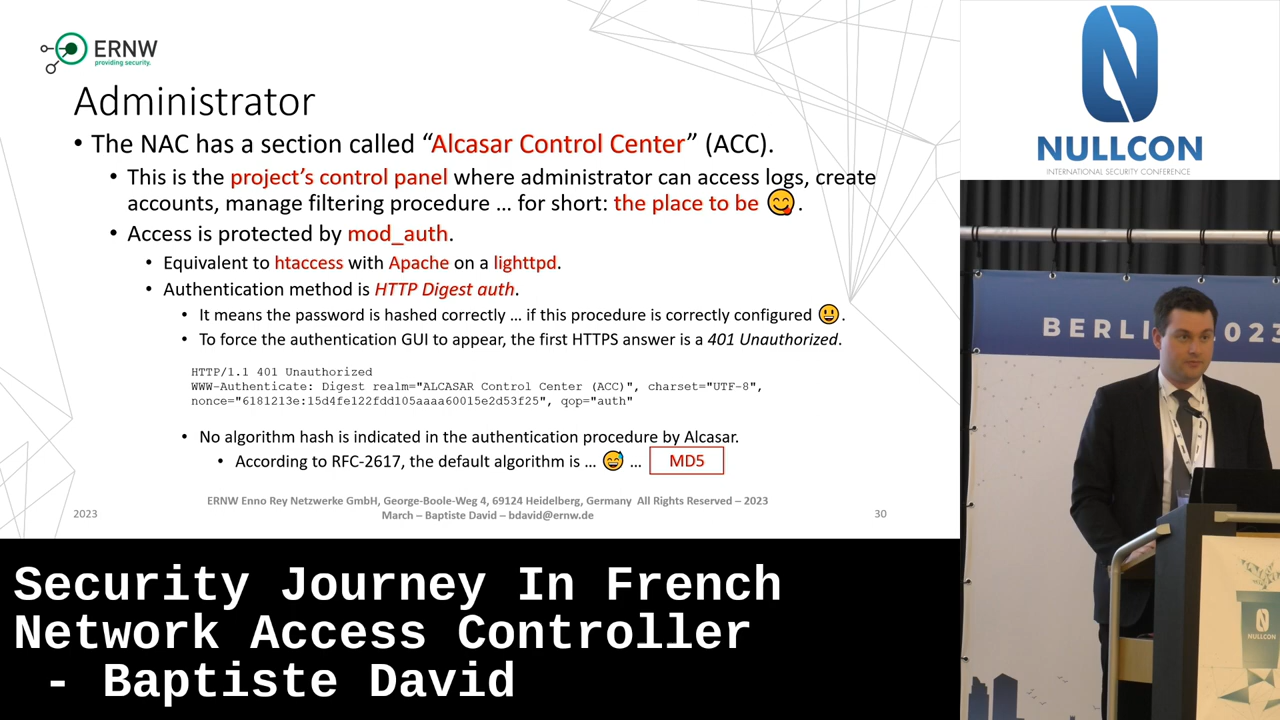 ERNW
providing security.
Administrator
• The NAC has a section called “Alcasar Control Center” (ACC).
• This is the project’s control panel where administrator can access logs, create
accounts, manage filtering procedure … for short: the place to be 😋.
• Access is protected by mod_auth.
• Equivalent to htaccess with Apache on a lighttpd.
• Authentication method is HTTP Digest auth.
• It means the password is hashed correctly … if this procedure is correctly configured 😃.
• To force the authentication GUI to appear, the first HTTPS answer is a 401 Unauthorized.
HTTP/1.1 401 Unauthorized
WWW-Authenticate: Digest realm="ALCASAR Control Center (ACC)", charset="UTF-8",
nonce="6181213e:15d4fe122fdd105aaaa60015e2d53f25", qop="auth"
• No algorithm hash is indicated in the authentication procedure by Alcasar.
• According to RFC-2617, the default algorithm is … 😅 … MD5
ERNW Enno Rey Netzwerke GmbH, George-Boole-Weg 4, 69124 Heidelberg, Germany All Rights Reserved – 2023
2023
March – Baptiste David – bdavid@ernw.de
30
NULLCON
INTERNATIONAL SECURITY CONFERENCE
BERLI 2023
NULLCON
Security Journey In French
Network Access Controller
- Baptiste David